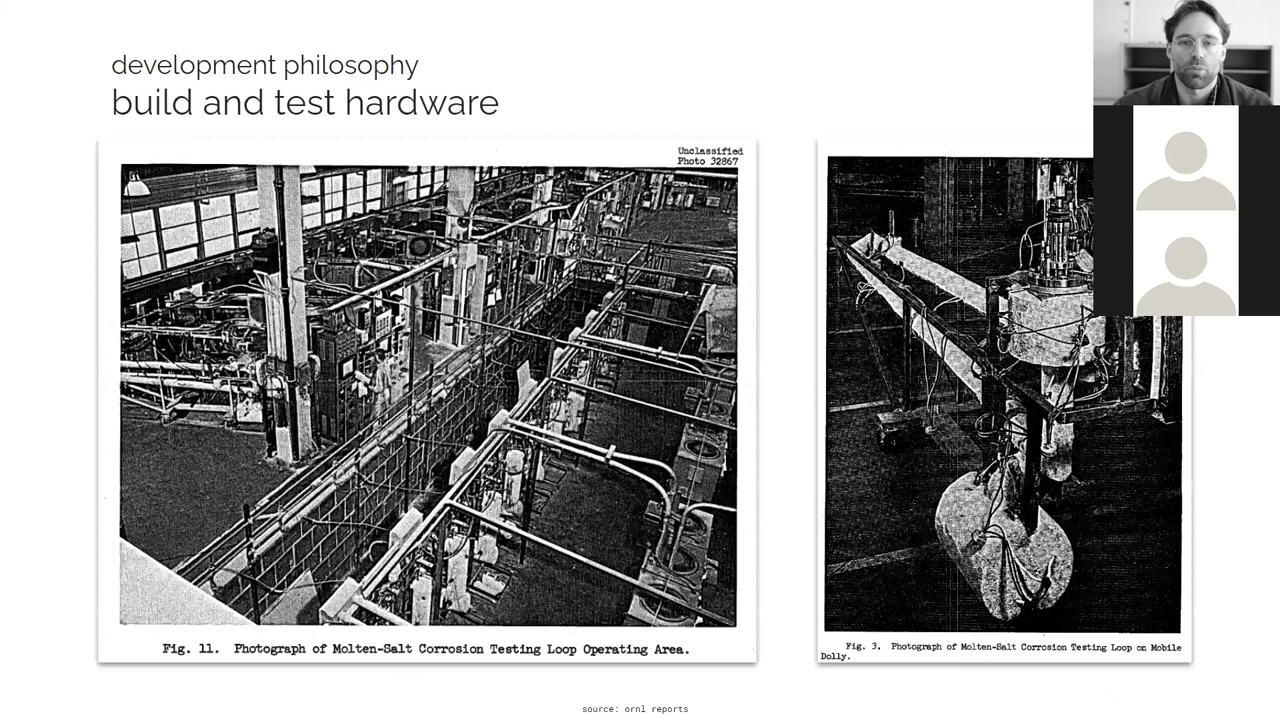 development philosophy
build and test hardware
Unclassified
Photo 32867
Fig. 11. Photograph of Molten-Salt Corrosion Testing Loop Operating Area.
Fig. 3. Photograph of Molten-Salt Corrosion Testing Loop on Mobile
Dolly.
source: ornl reports